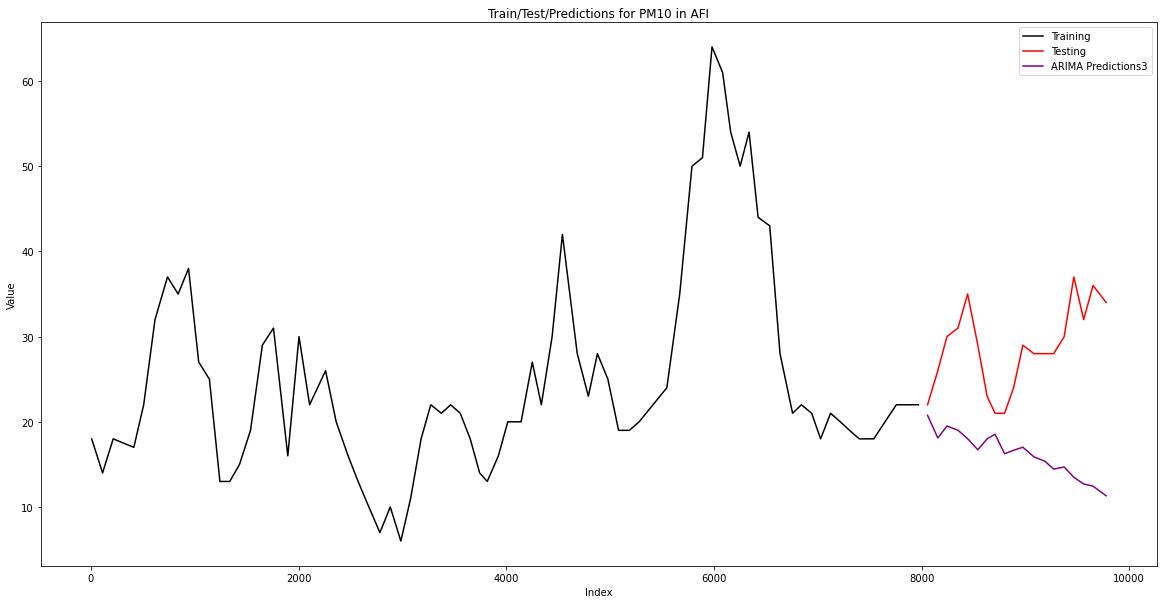 Train/Test/Predictions for PM10 in AFI
Training
Testing
ARIMA Predictions3
Value
60
50
40
30
20
10
0
2000
4000
6000
8000
10000
Index